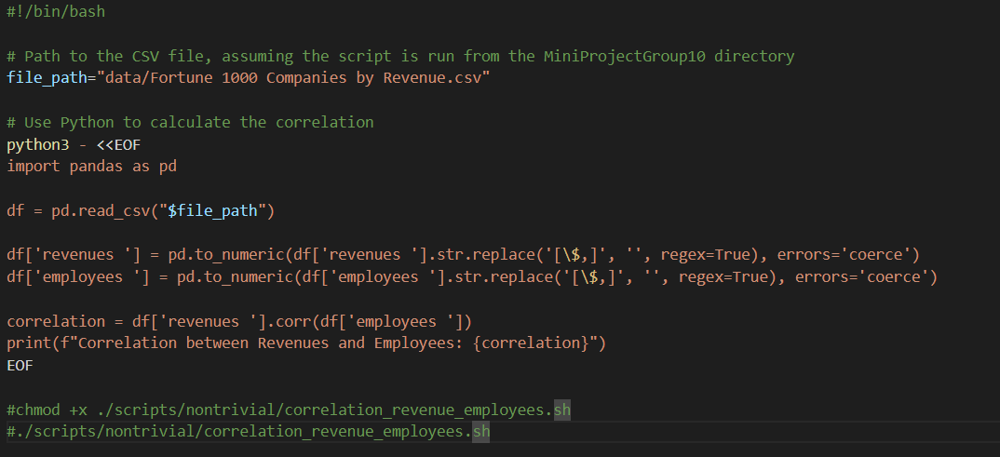 #!/bin/bash
# Path to the CSV file, assuming the script is run from the MiniProjectGroup10 directory
file_path="data/Fortune 1000 Companies by Revenue.csv"
# Use Python to calculate the correlation
python3 - <<EOF
import pandas as pd
df = pd.read_csv("$file_path")
df['revenues '] = pd.to_numeric(df['revenues '].str.replace('[\$,]', '', regex=True), errors='coerce')
df['employees '] = pd.to_numeric(df['employees '].str.replace('[\$,]', '', regex=True), errors='coerce')
correlation = df['revenues '].corr(df['employees '])
print(f"Correlation between Revenues and Employees: {correlation}")
EOF
#chmod +x ./scripts/nontrivial/correlation_revenue_employees.sh
#./scripts/nontrivial/correlation_revenue_employees.sh